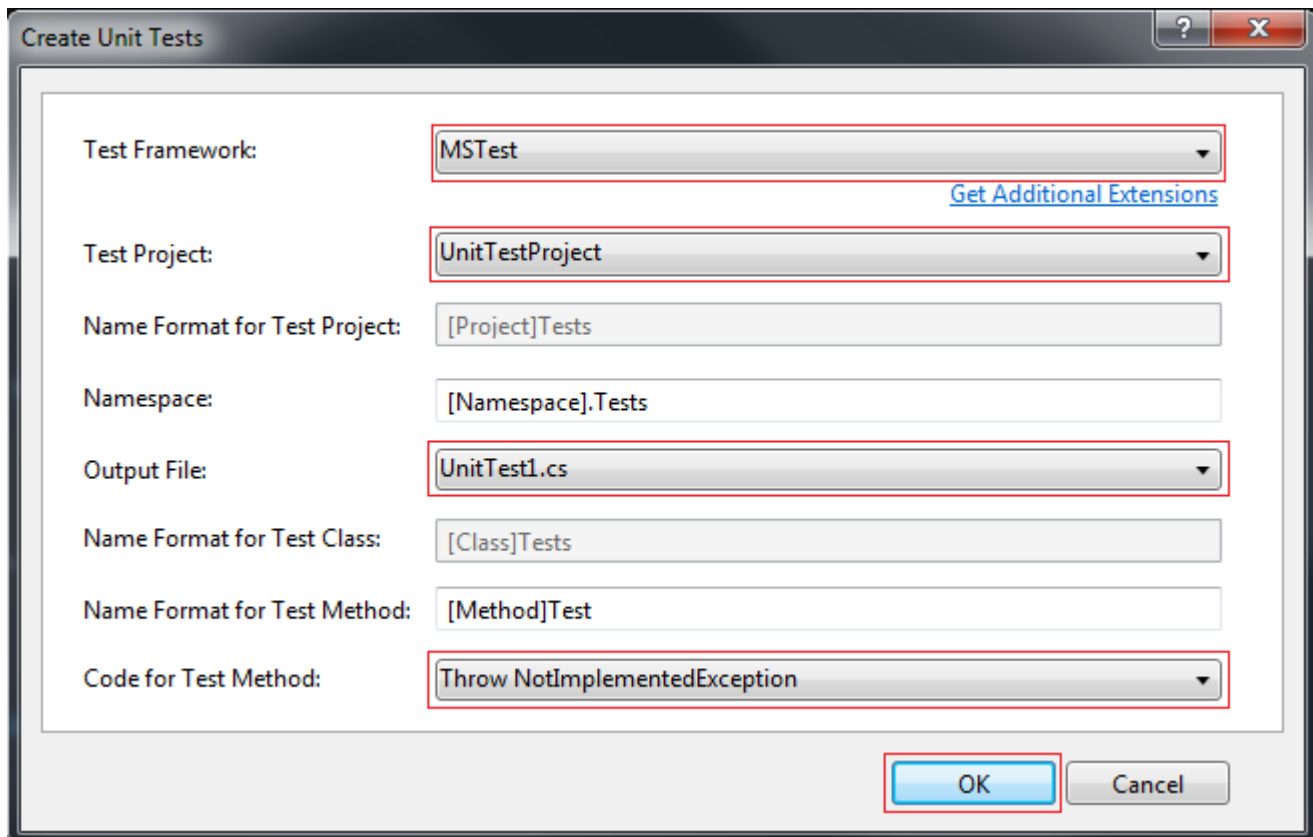 Create Unit Tests
?
X
Test Framework: MSTest
Get Additional Extensions
Test Project: UnitTestProject
Name Format for Test Project: [Project]Tests
Namespace: [Namespace].Tests
Output File: UnitTest1.cs
Name Format for Test Class: [Class]Tests
Name Format for Test Method: [Method]Test
Code for Test Method: Throw NotImplementedException
OK Cancel